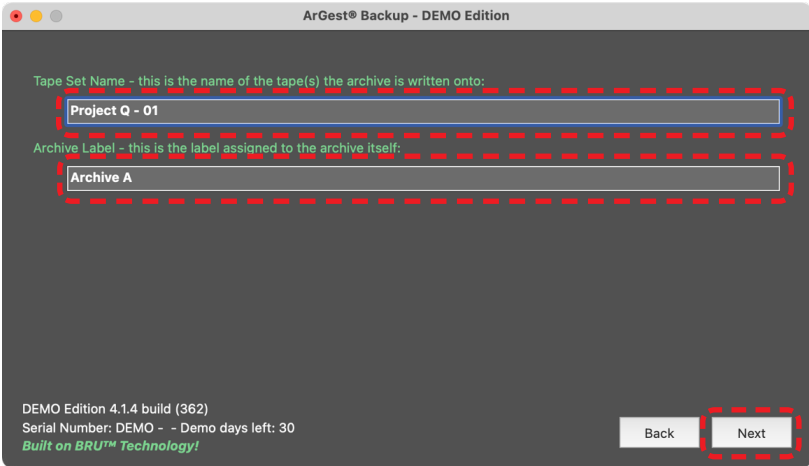 ArGest® Backup - DEMO Edition
Tape Set Name - this is the name of the tape(s) the archive is written onto:
Project Q - 01
Archive Label - this is the label assigned to the archive itself:
Archive A
DEMO Edition 4.1.4 build (362)
Serial Number: DEMO - - Demo days left: 30
Built on BRU™ Technology!
Back
Next